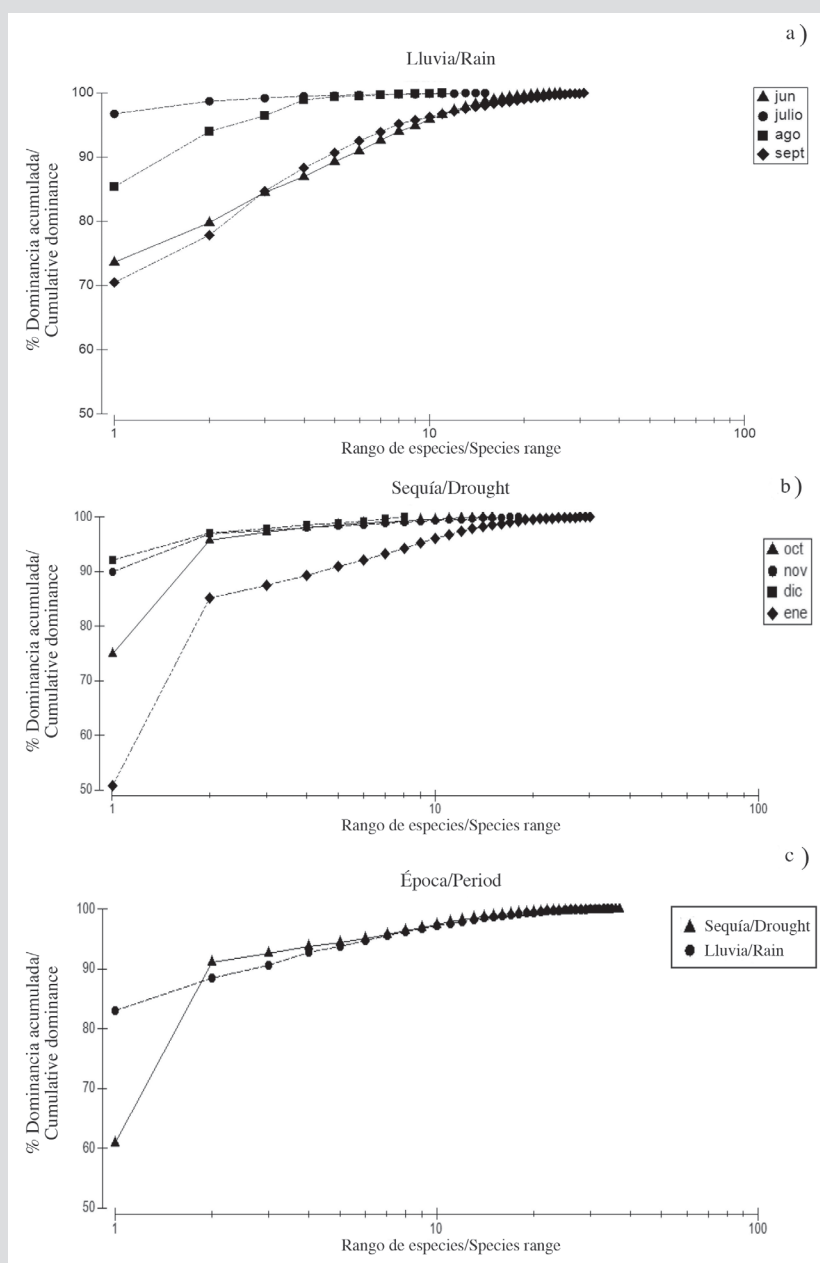 a )
Lluvia/Rain
% Dominancia acumulada/
Cumulative dominance
100
90
80
70
60
50
jun
julio
ago
sept
1
10
100
Rango de especies/Species range
b )
Sequía/Drought
% Dominancia acumulada/
Cumulative dominance
100
90
80
70
60
50
oct
nov
dic
ene
1
10
100
Rango de especies/Species range
c )
Época/Period
% Dominancia acumulada/
Cumulative dominance
100
90
80
70
60
50
Sequía/Drought
Lluvia/Rain
1
10
100
Rango de especies/Species range